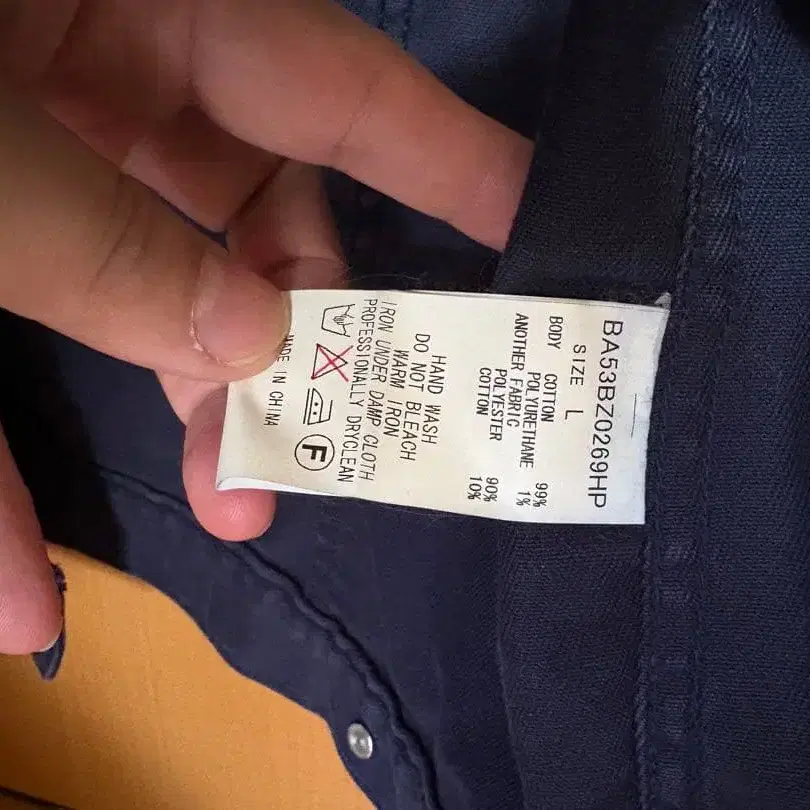 BA53BZ0269HP
SIZE L
BODY COTTON 99%
POLYURETHANE 1%
ANOTHER FABRIC
POLYESTER 90%
COTTON 10%
HAND WASH
DO NOT BLEACH
WARM IRON
IRON UNDER DAMP CLOTH
PROFESSIONALLY DRYCLEAN
F
MADE IN CHINA